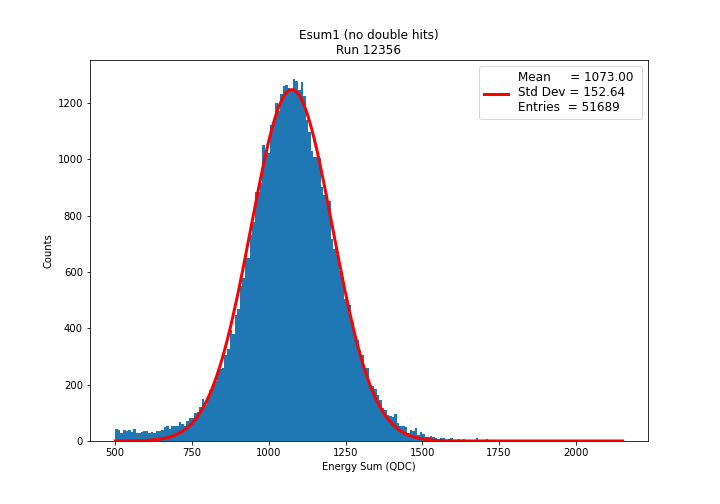 Esum1 (no double hits)
Run 12356
Mean = 1073.00
Std Dev = 152.64
Entries = 51689
Counts
1200
1000
800
600
400
200
0
500
750
1000
1250
1500
1750
2000
Energy Sum (QDC)